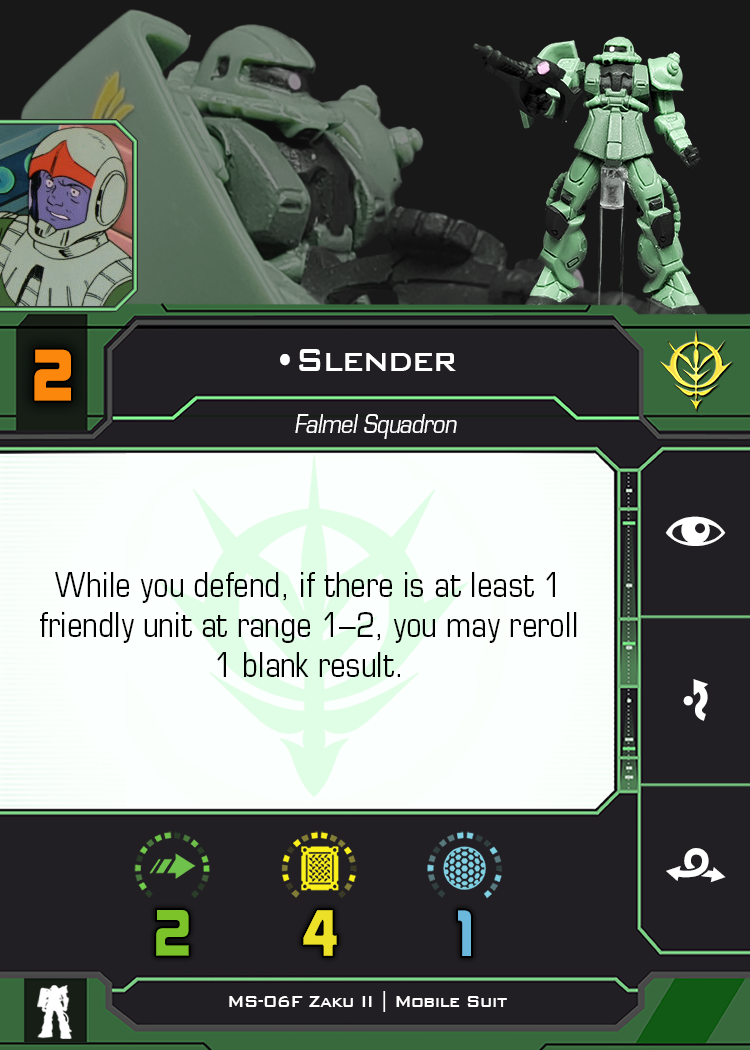 2
•Slender
Falmel Squadron
While you defend, if there is at least 1
friendly unit at range 1–2, you may reroll
1 blank result.
2 4 1
MS-06F Zaku II | Mobile Suit